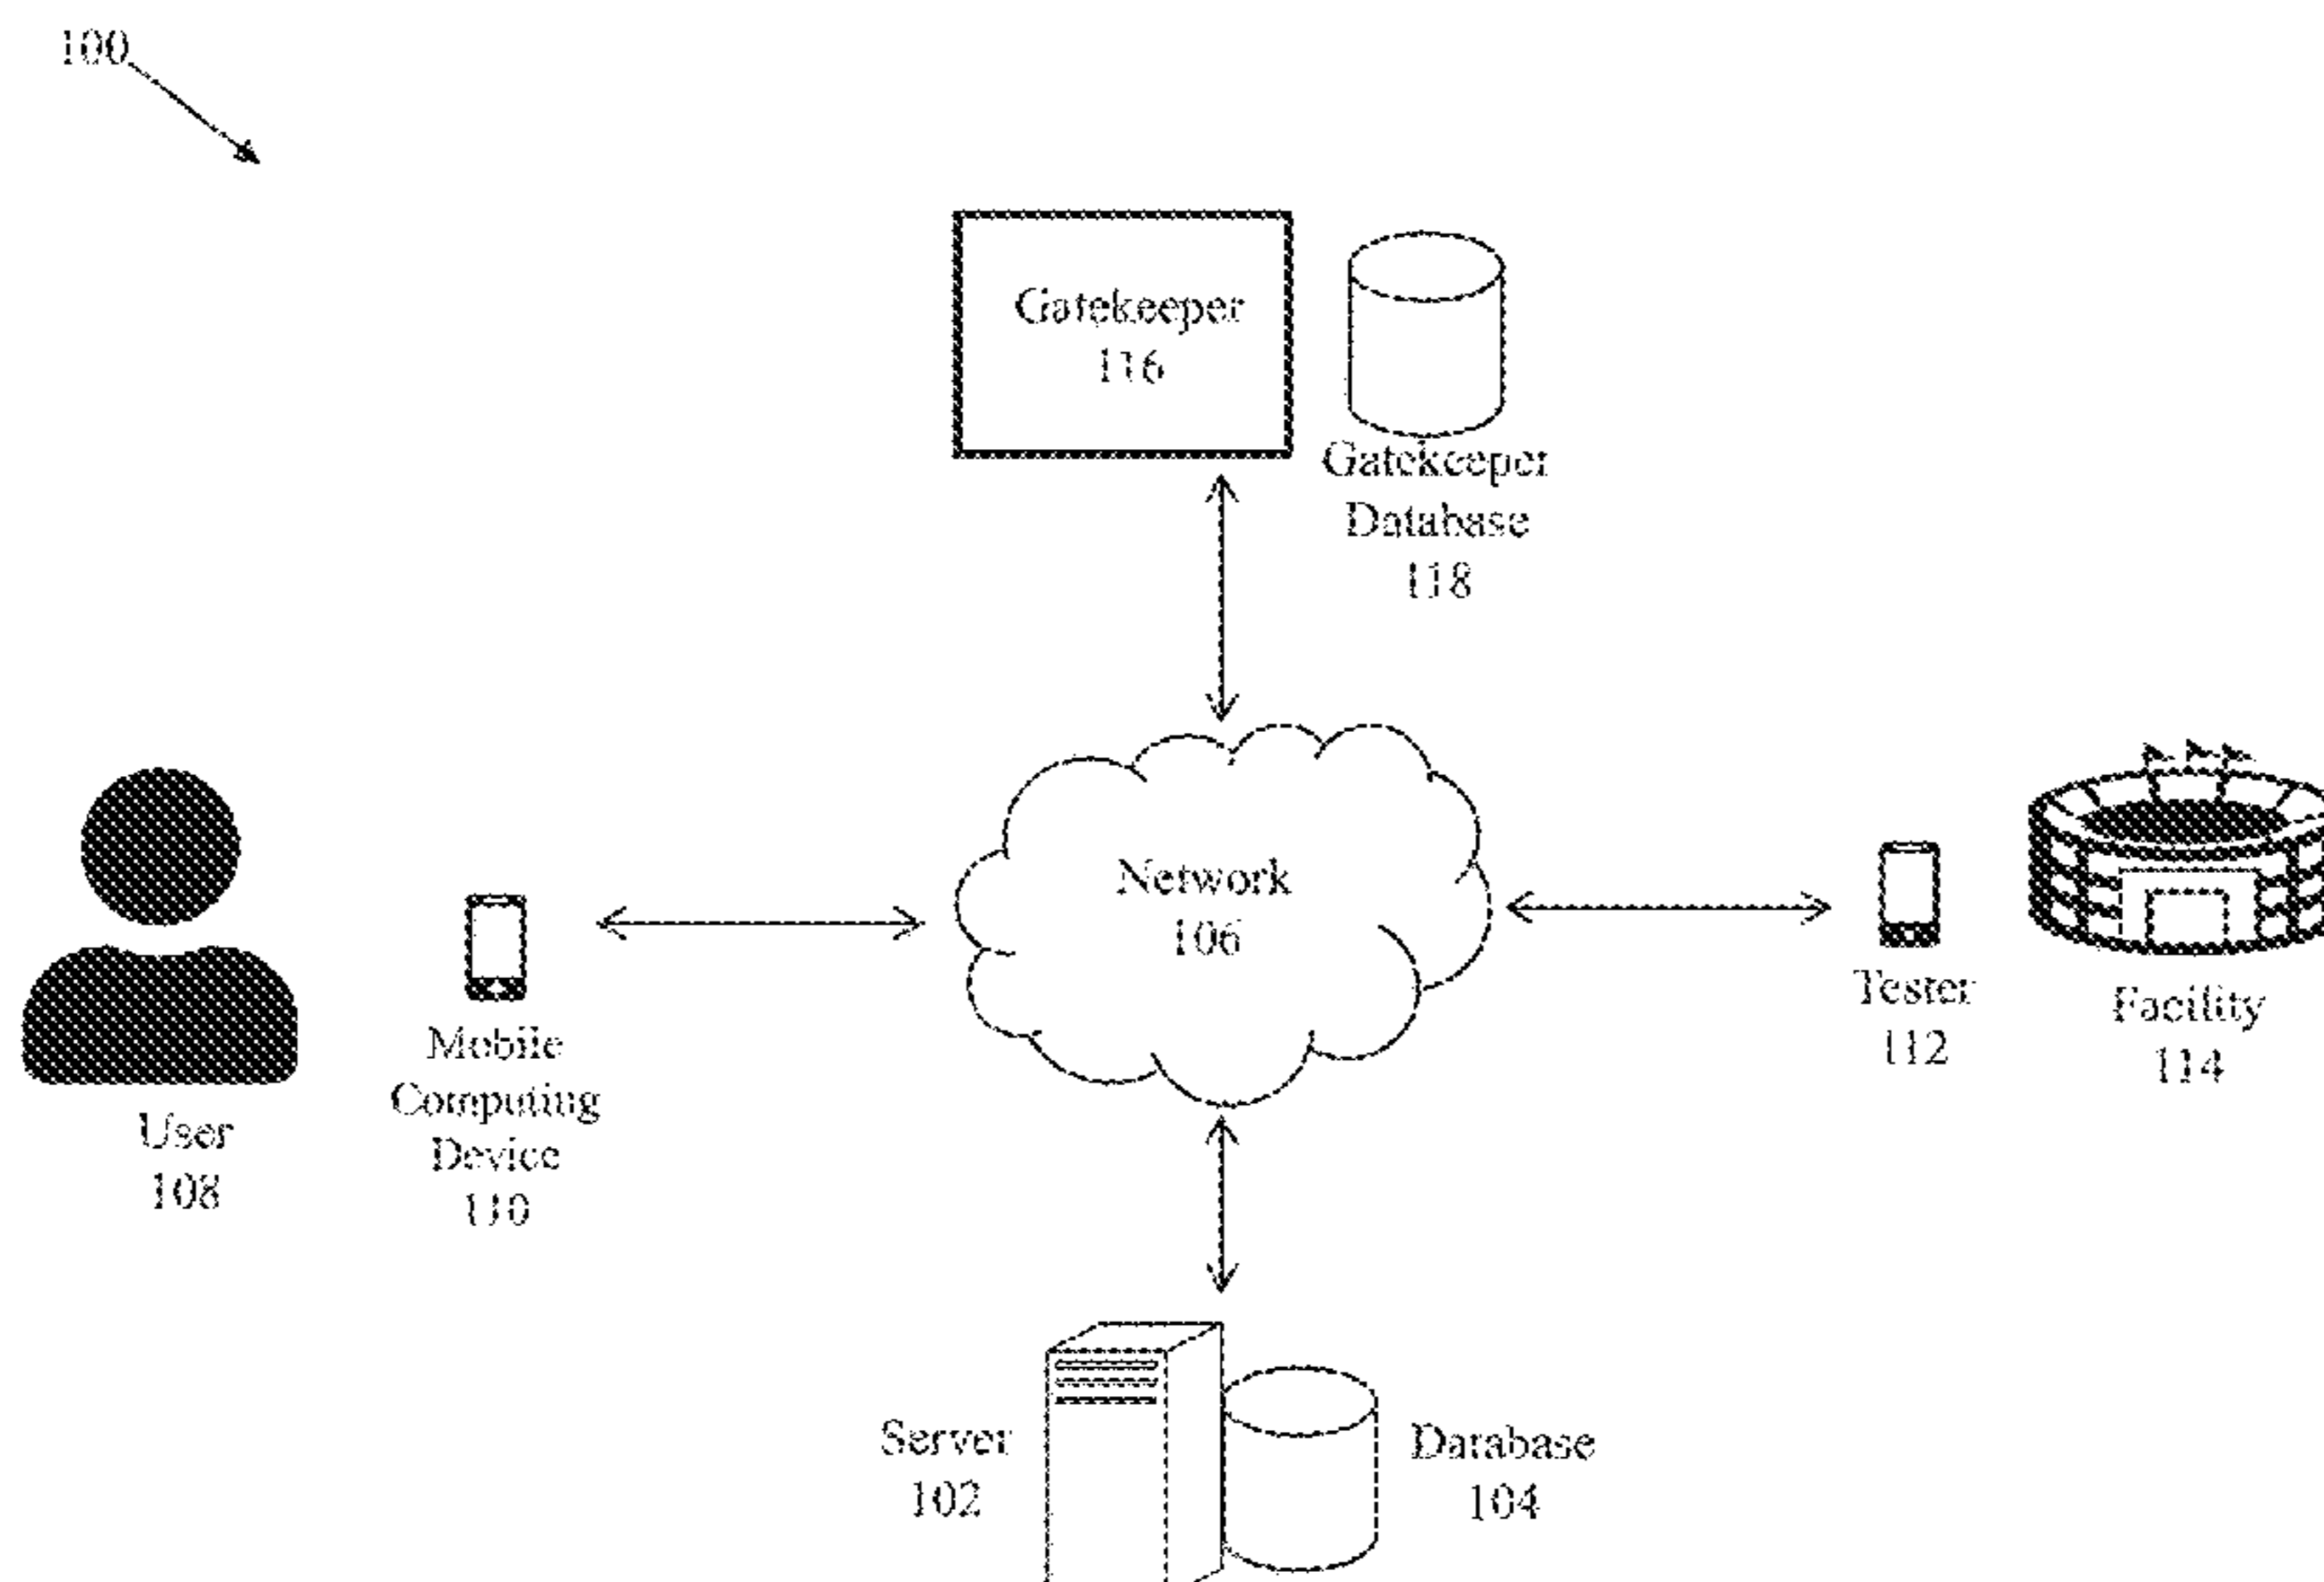 100
Gatekeeper
116
Gatekeeper
Database
118
Network
106
User
108
Mobile
Computing
Device
110
Tester
112
Facility
114
Server
102
Database
104